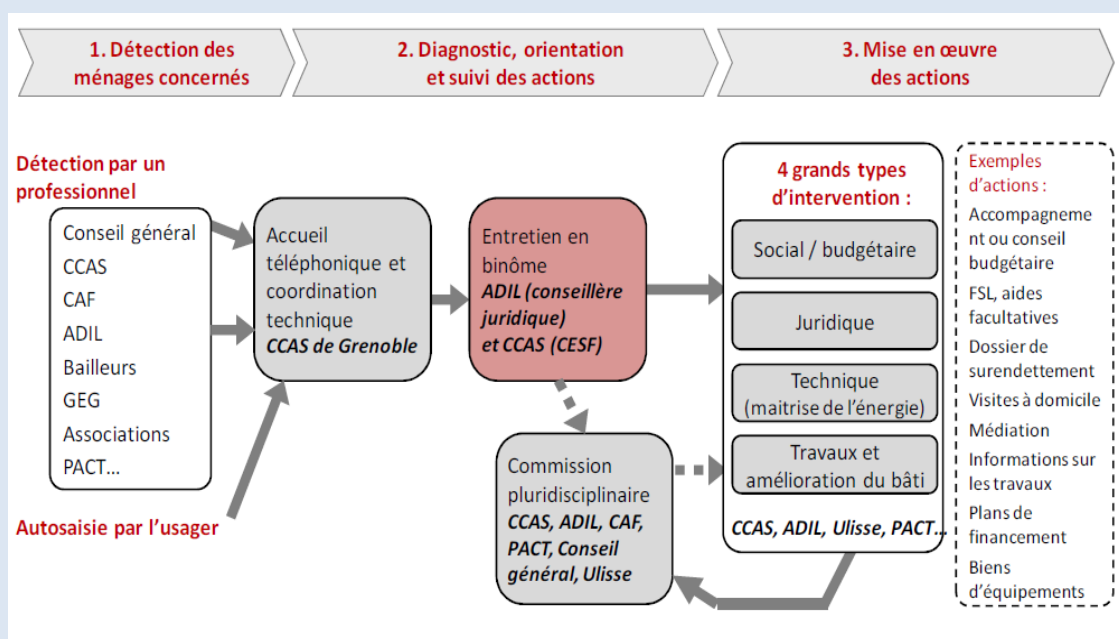 1. Détection des
ménages concernés
2. Diagnostic, orientation
et suivi des actions
3. Mise en œuvre
des actions
Détection par un
professionnel
Conseil général
CCAS
CAF
ADIL
Bailleurs
GEG
Associations
PACT...
Autosaisie par l'usager
Accueil
téléphonique et
coordination
technique
CCAS de Grenoble
Entretien en
binôme
ADIL (conseillère
juridique)
et CCAS (CESF)
Commission
pluridisciplinaire
CCAS, ADIL, CAF,
PACT, Conseil
général, Ulisse
4 grands types
d'intervention :
Social / budgétaire
Juridique
Technique
(maitrise de l'énergie)
Travaux et
amélioration du bâti
CCAS, ADIL, Ulisse, PACT...
Exemples
d'actions :
Accompagneme
nt ou conseil
budgétaire
FSL, aides
facultatives
Dossier de
surendettement
Visites à domicile
Médiation
Informations sur
les travaux
Plans de
financement
Biens
d'équipements